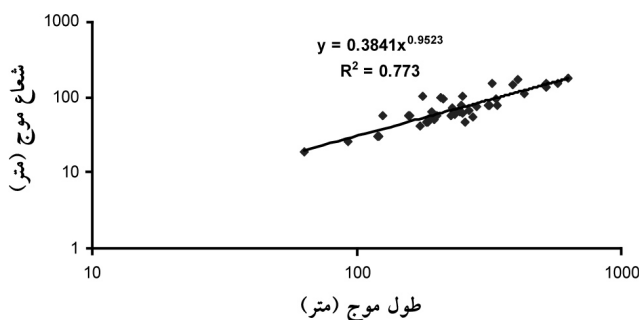 1000
100
10
1
y = 0.3841x^0.9523
R² = 0.773
شعاع موج (متر)
10 100 1000
طول موج (متر)